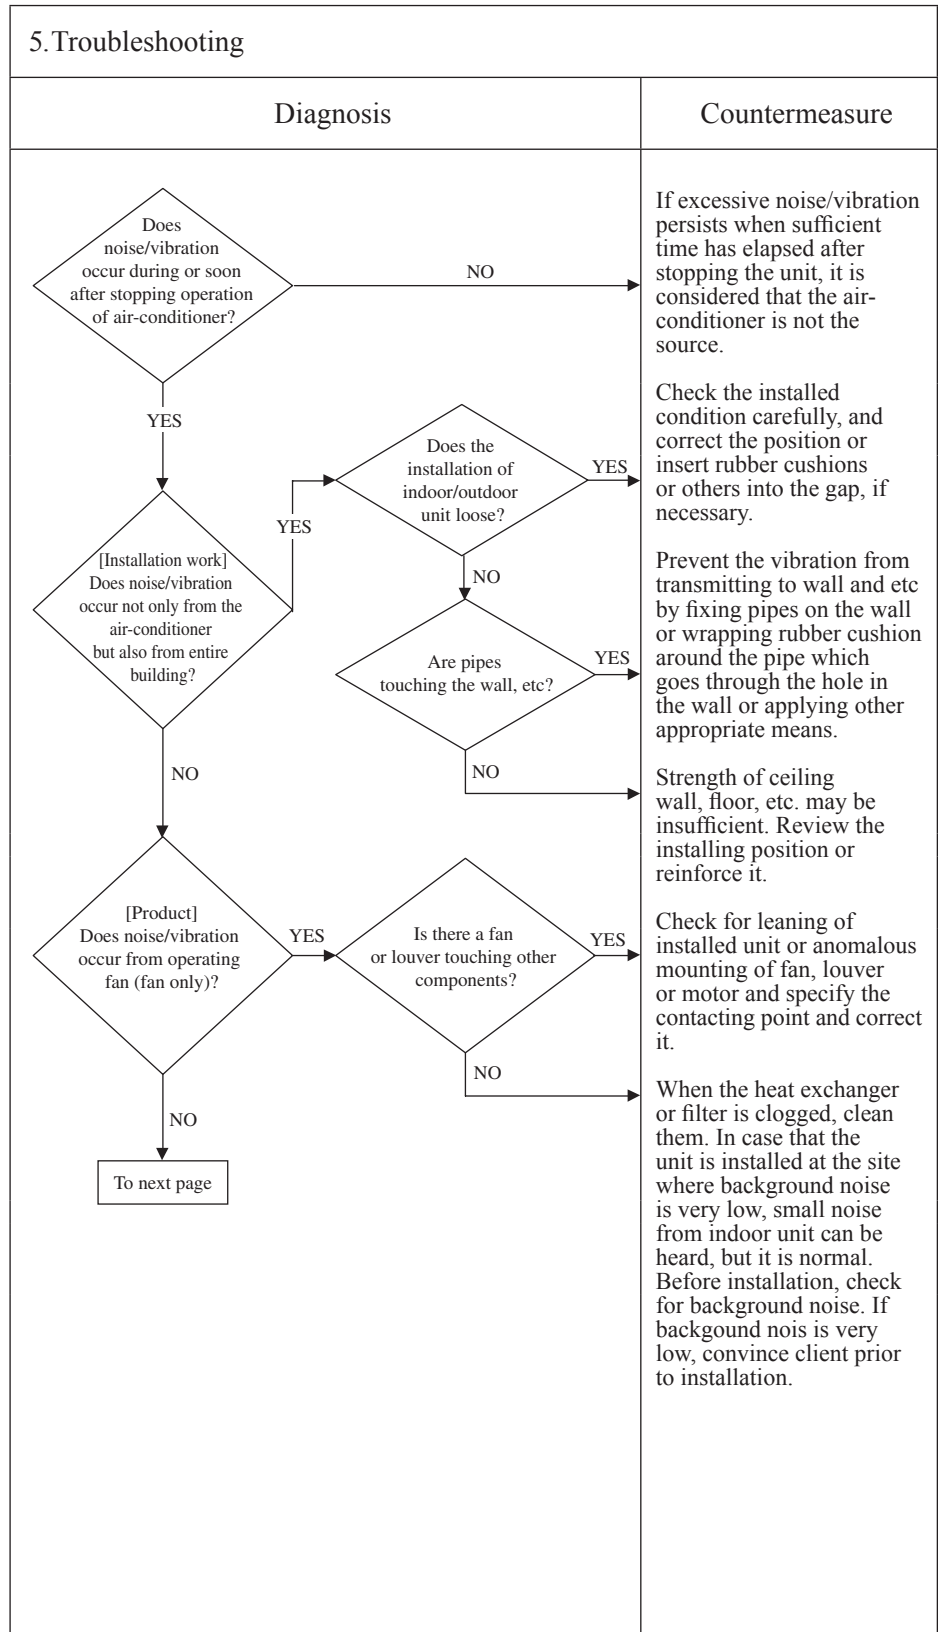 5.Troubleshooting
Diagnosis
Countermeasure
Does
noise/vibration
occur during or soon
after stopping operation
of air-conditioner?
NO
If excessive noise/vibration
persists when sufficient
time has elapsed after
stopping the unit, it is
considered that the air-
conditioner is not the
source.
YES
[Installation work]
Does noise/vibration
occur not only from the
air-conditioner
but also from entire
building?
YES
Does the
installation of
indoor/outdoor
unit loose?
YES
Check the installed
condition carefully, and
correct the position or
insert rubber cushions
or others into the gap, if
necessary.
NO
Are pipes
touching the wall, etc?
YES
Prevent the vibration from
transmitting to wall and etc
by fixing pipes on the wall
or wrapping rubber cushion
around the pipe which
goes through the hole in
the wall or applying other
appropriate means.
NO
Strength of ceiling
wall, floor, etc. may be
insufficient. Review the
installing position or
reinforce it.
NO
[Product]
Does noise/vibration
occur from operating
fan (fan only)?
YES
Is there a fan
or louver touching other
components?
YES
Check for leaning of
installed unit or anomalous
mounting of fan, louver
or motor and specify the
contacting point and correct
it.
NO
When the heat exchanger
or filter is clogged, clean
them. In case that the
unit is installed at the site
where background noise
is very low, small noise
from indoor unit can be
heard, but it is normal.
Before installation, check
for background noise. If
backgound nois is very
low, convince client prior
to installation.
NO
To next page